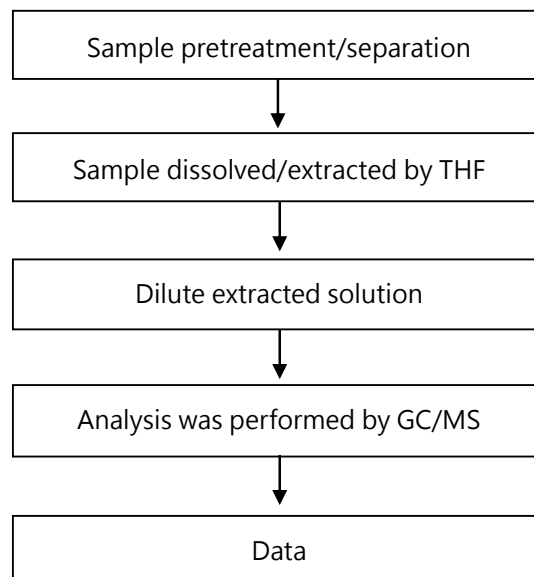 Sample pretreatment/separation
Sample dissolved/extracted by THF
Dilute extracted solution
Analysis was performed by GC/MS
Data